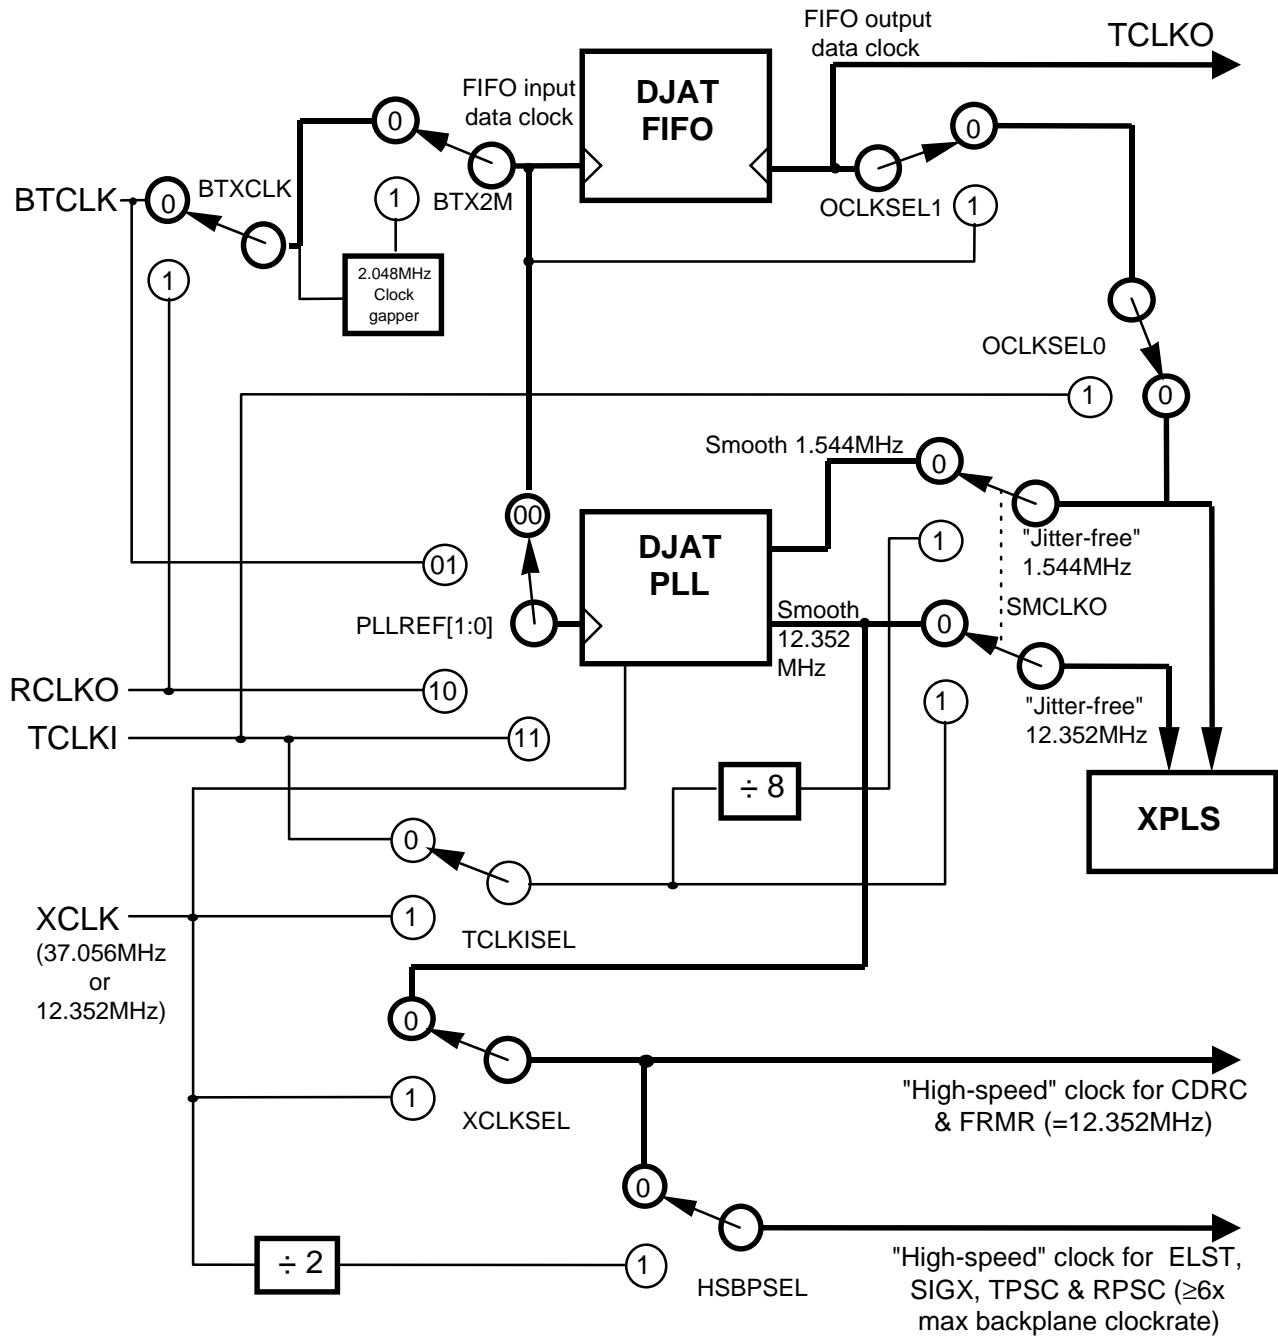 FIFO output
data clock
TCLKO
FIFO input
data clock
DJAT
FIFO
0
0
BTCLK
0
BTXCLK
1
BTX2M
OCLKSEL1
1
1
2.048MHz
Clock
gapper
OCLKSEL0
1
0
Smooth 1.544MHz
0
00
DJAT
PLL
1
"Jitter-free"
1.544MHz
01
PLLREF[1:0]
Smooth
12.352
MHz
0
SMCLKO
RCLKO
10
1
"Jitter-free"
12.352MHz
TCLKI
11
÷ 8
XPLS
0
XCLK
(37.056MHz
or
12.352MHz)
1
TCLKISEL
0
1
XCLKSEL
"High-speed" clock for CDRC
& FRMR (=12.352MHz)
0
÷ 2
1
HSBPSEL
"High-speed" clock for ELST,
SIGX, TPSC & RPSC (≥6x
max backplane clockrate)